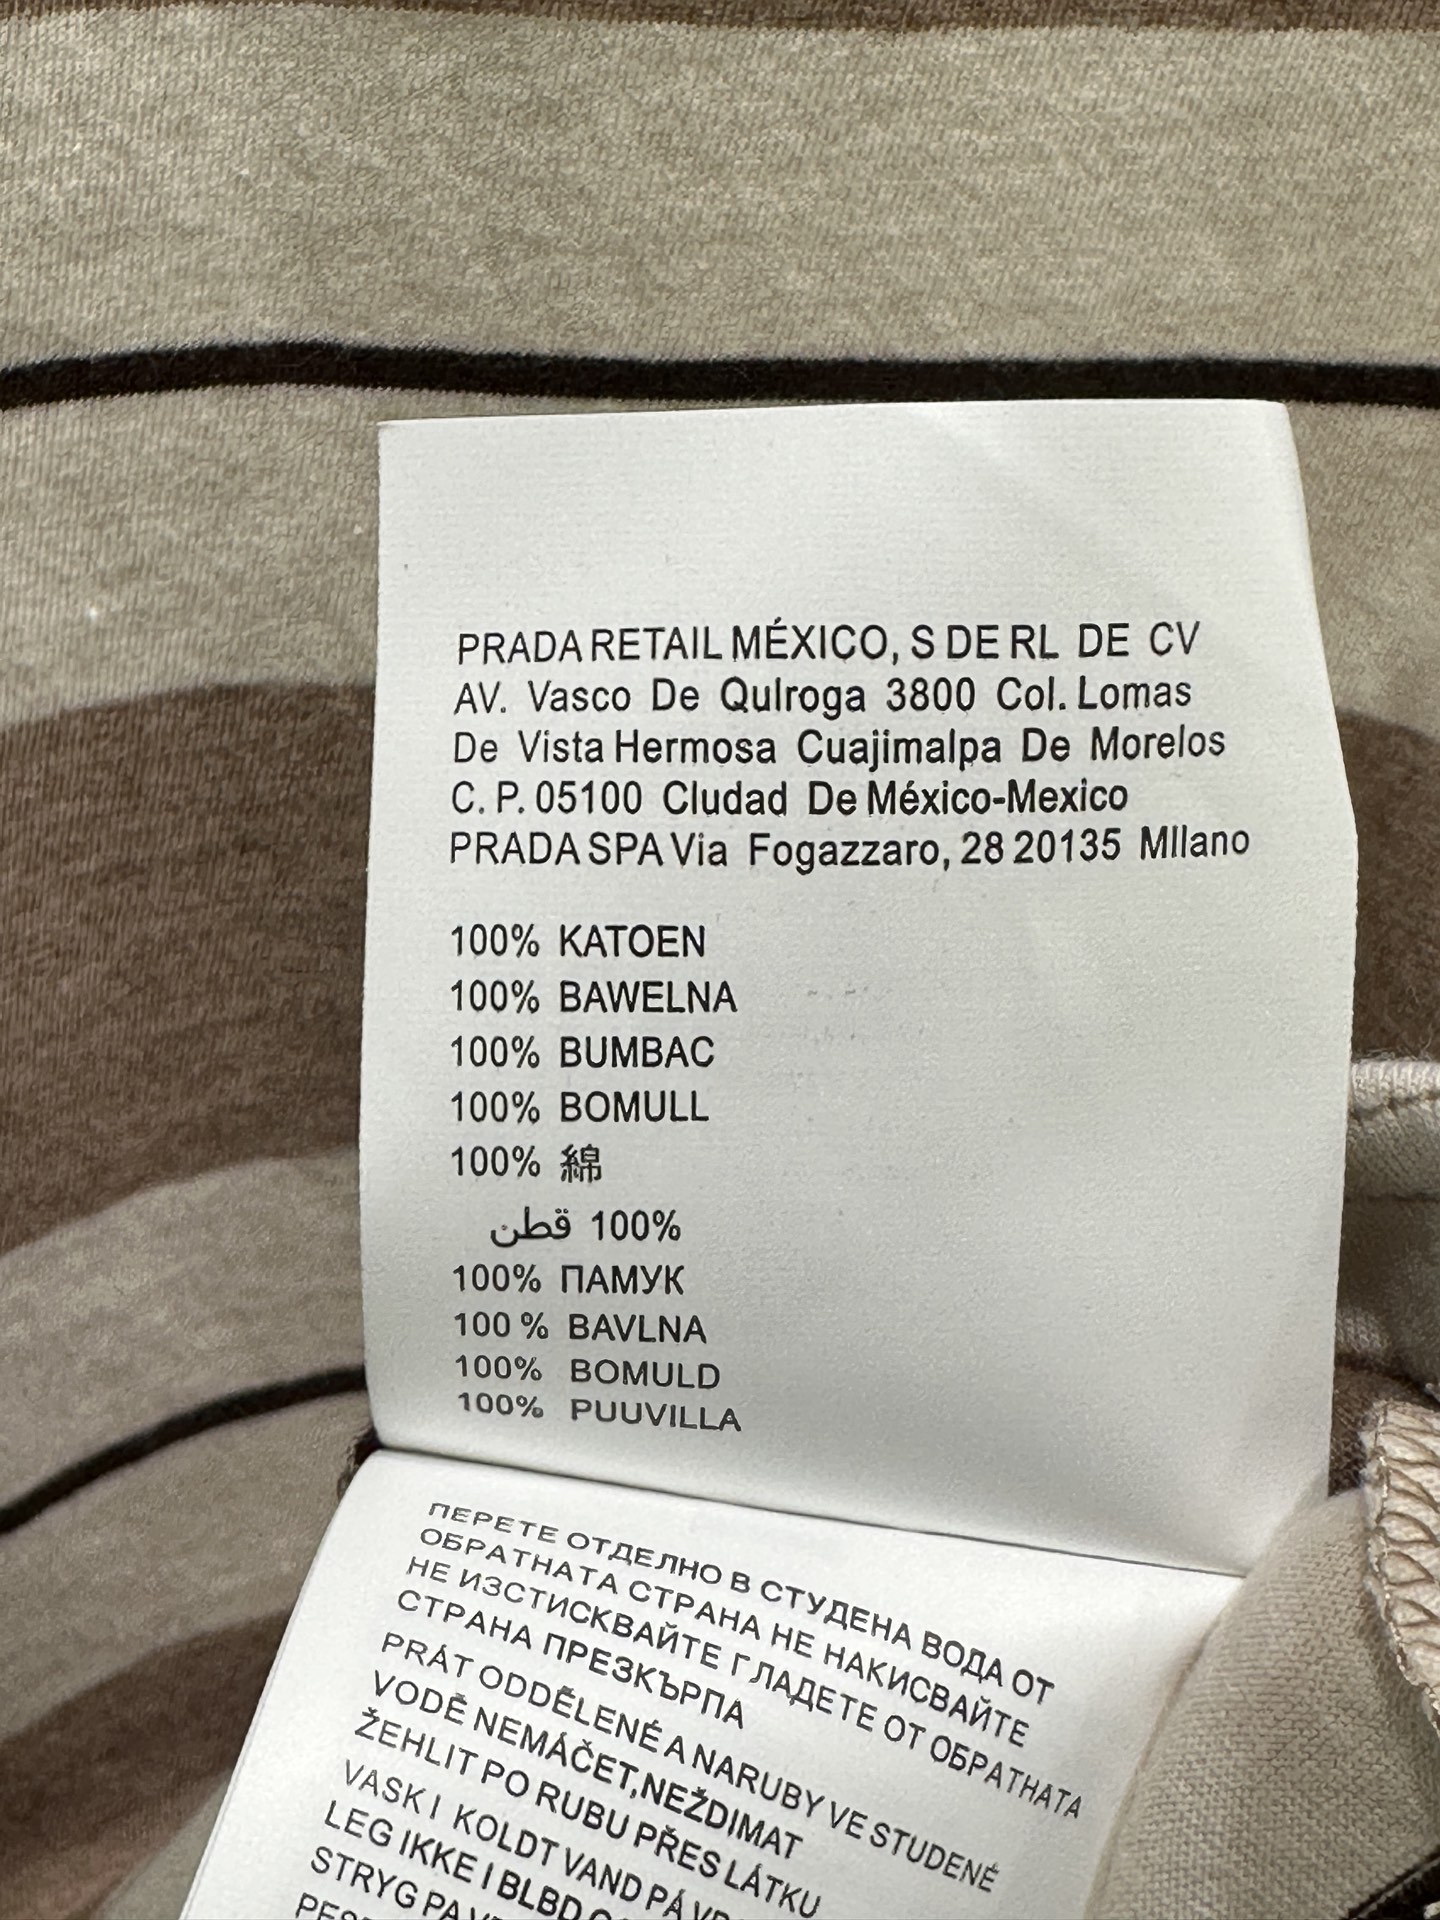 PRADA RETAIL MÉXICO, S DE RL DE CV
AV. Vasco De Qulroga 3800 Col. Lomas
De Vista Hermosa Cuajlmalpa De Morelos
C. P. 05100 Cludad De México-Mexico
PRADA SPA Via Fogazzaro, 28 20135 Mllano
100% KATOEN
100% BAWELNA
100% BUMBAC
100% BOMULL
100% 綿
100% قطن
100% ПАМУК
100 % BAVLNA
100% BOMULD
100% PUUVILLA
ПЕРЕТЕ ОТДЕЛНО В СТУДЕНА ВОДА ОТ
ОБРАТНАТА СТРАНА НЕ НАКИСВАЙТЕ
НЕ ИЗСТИСКВАЙТЕ ГЛАДЕТЕ ОТ ОБРАТНАТА
СТРАНА ПРЕЗКЪРПА
PRÁT ODDĚLENÉ A NARUBY VE STUDENÉ
VODĚ NEMÁČET,NEŽDIMAT
ŽEHLIT PO RUBU PŘES LÁTKU
VASK I KOLDT VAND PÁ
LEG IKKE I BLBD
STRYG PA